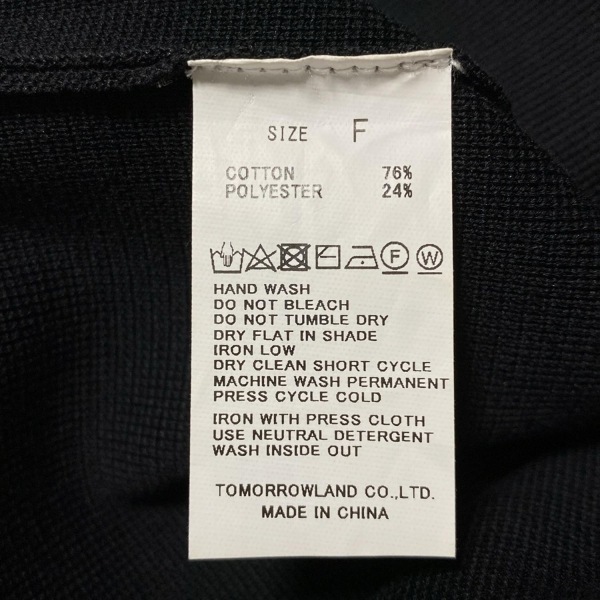 SIZE F
COTTON 76%
POLYESTER 24%
F W
HAND WASH
DO NOT BLEACH
DO NOT TUMBLE DRY
DRY FLAT IN SHADE
IRON LOW
DRY CLEAN SHORT CYCLE
MACHINE WASH PERMANENT
PRESS CYCLE COLD
IRON WITH PRESS CLOTH
USE NEUTRAL DETERGENT
WASH INSIDE OUT
TOMORROWLAND CO.,LTD.
MADE IN CHINA